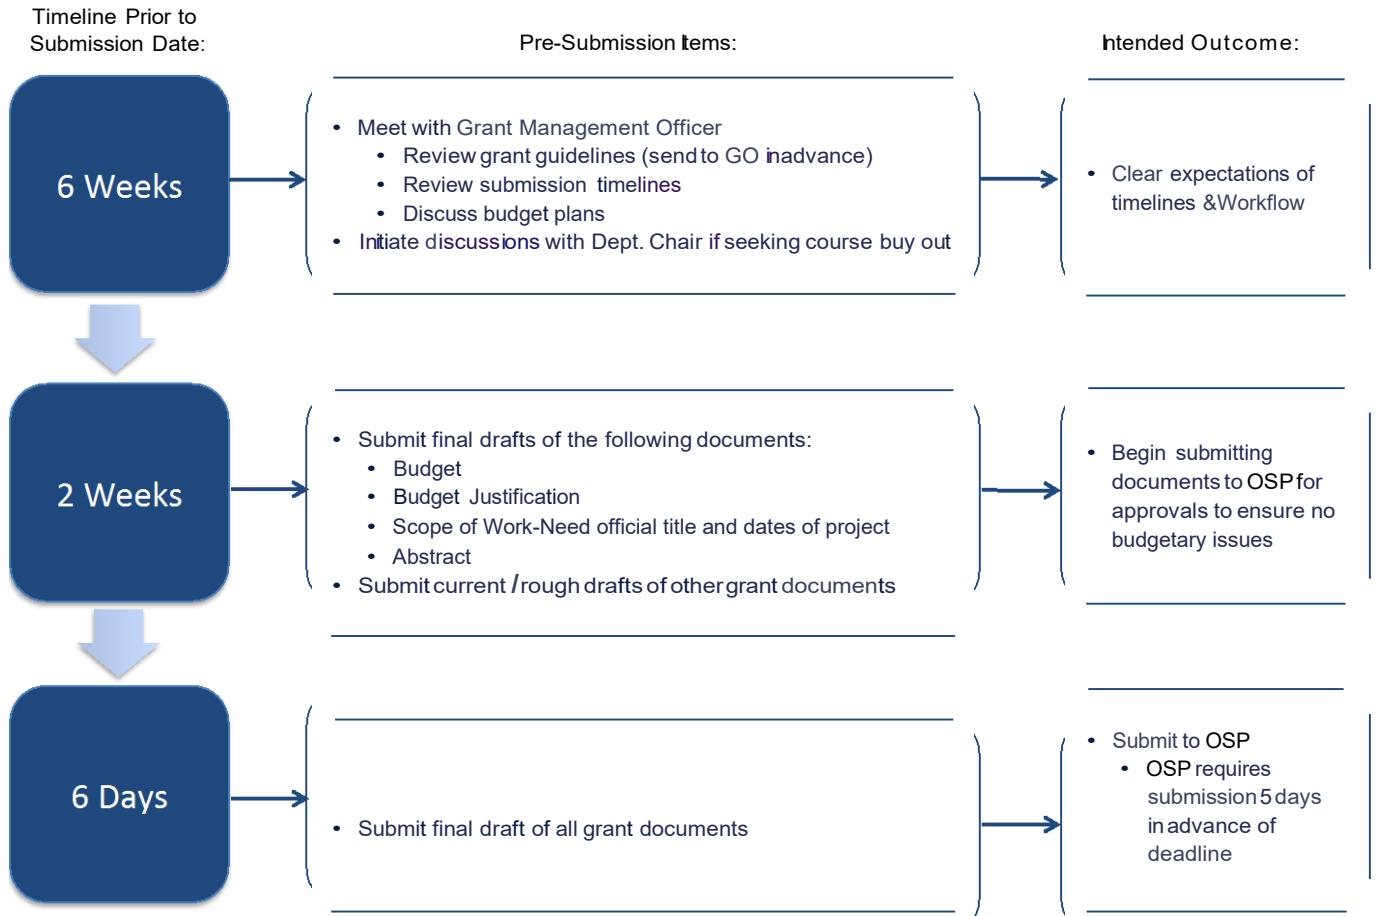 Timeline Prior to
Submission Date:
Pre-Submission Items:
Intended Outcome:
6 Weeks
• Meet with Grant Management Officer
• Review grant guidelines (send to GO in advance)
• Review submission timelines
• Discuss budget plans
• Initiate discussions with Dept. Chair if seeking course buy out
• Clear expectations of
timelines &Workflow
2 Weeks
• Submit final drafts of the following documents:
• Budget
• Budget Justification
• Scope of Work-Need official title and dates of project
• Abstract
• Submit current / rough drafts of other grant documents
• Begin submitting
documents to OSP for
approvals to ensure no
budgetary issues
6 Days
• Submit final draft of all grant documents
• Submit to OSP
• OSP requires
submission 5 days
in advance of
deadline